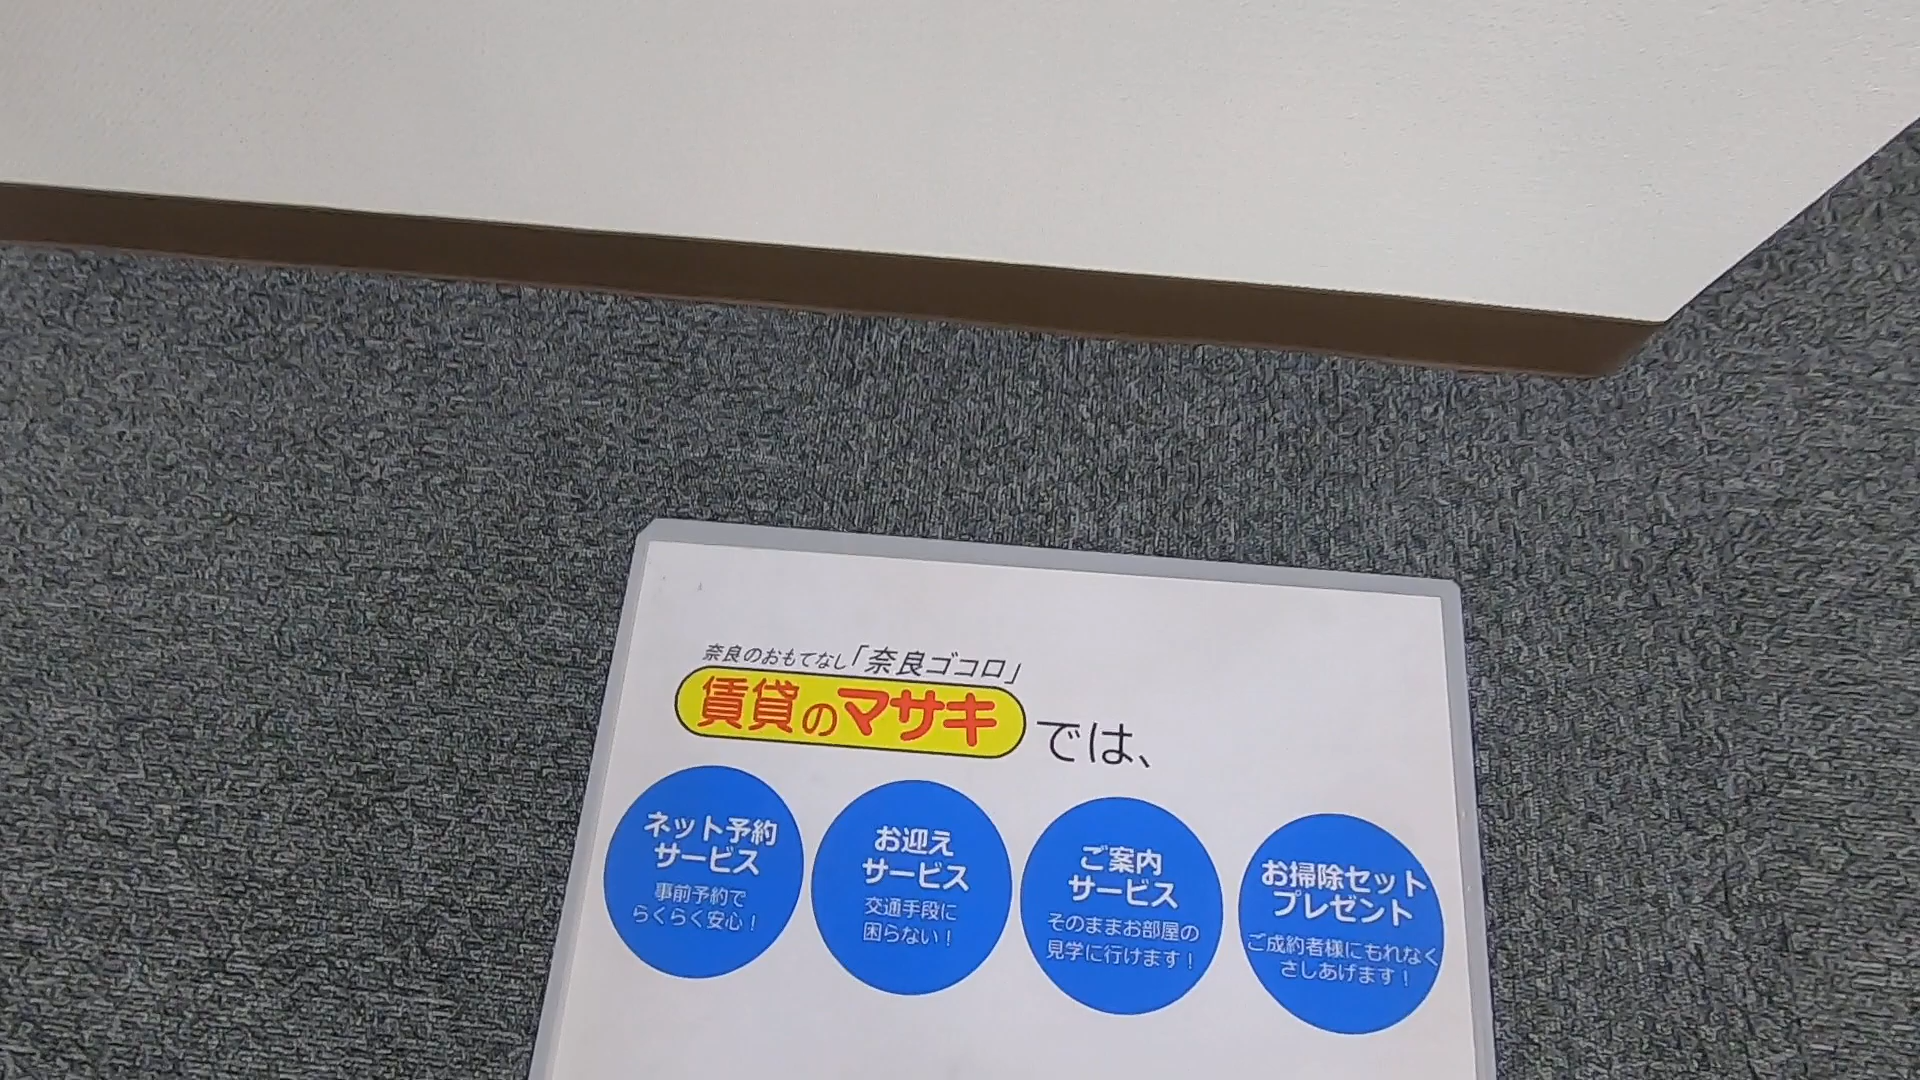 奈良のおもてなし「奈良ゴコロ」
賃貸のマサキ では、
ネット予約
サービス
事前予約で
らくらく安心！
お迎え
サービス
交通手段に
困らない！
ご案内
サービス
そのままお部屋の
見学に行けます！
お掃除セット
プレゼント
ご成約者様にもれなく
さしあげます！